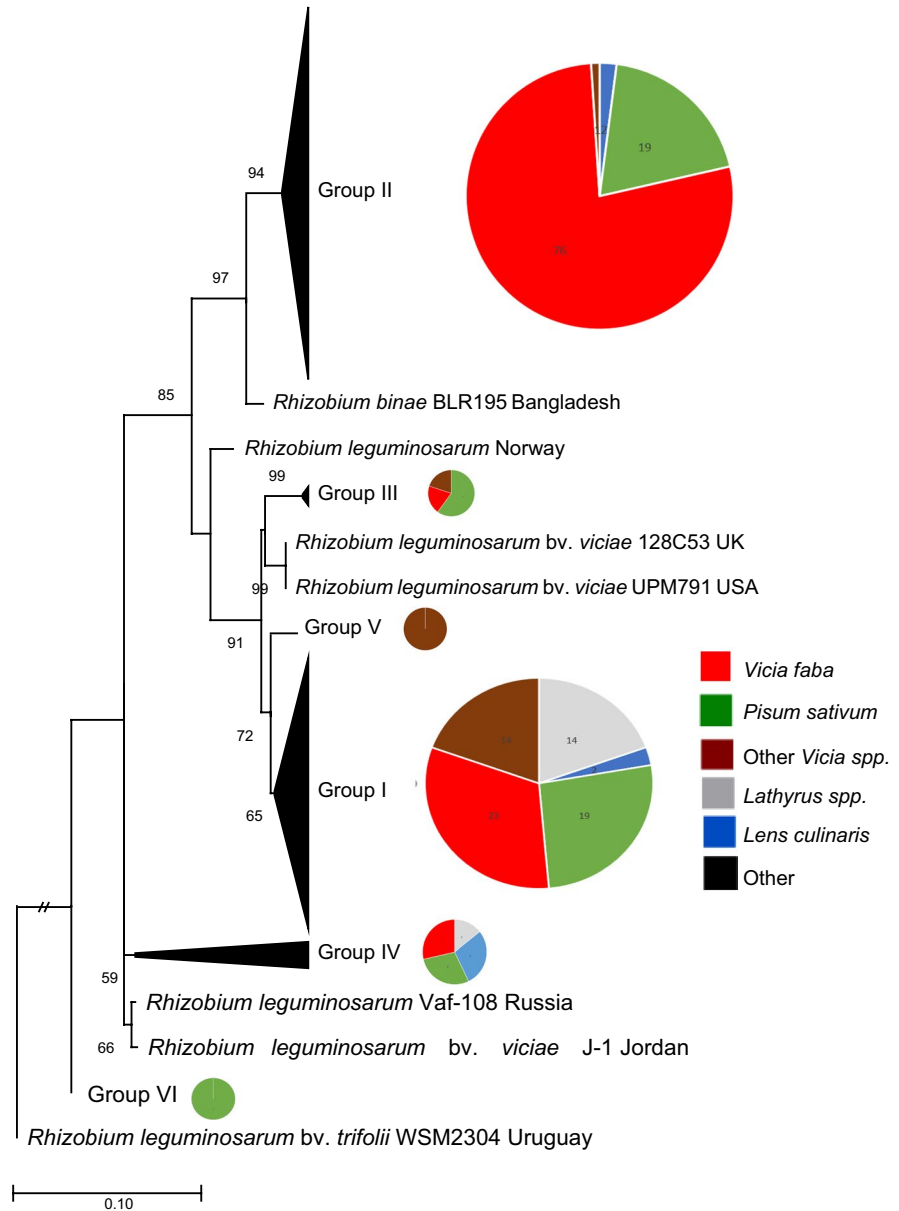 94
Group II
12
19
76
97
Rhizobium binae BLR195 Bangladesh
85
Rhizobium leguminosarum Norway
99
Group III
Rhizobium leguminosarum bv. viciae 128C53 UK
99
Rhizobium leguminosarum bv. viciae UPM791 USA
Group V
91
Vicia faba
Pisum sativum
72
14
14
Other Vicia spp.
2
Group I
Lathyrus spp.
65
19
Lens culinaris
Other
Group IV
59
Rhizobium leguminosarum Vaf-108 Russia
66
Rhizobium leguminosarum bv. viciae J-1 Jordan
Group VI
Rhizobium leguminosarum bv. trifolii WSM2304 Uruguay
0.10